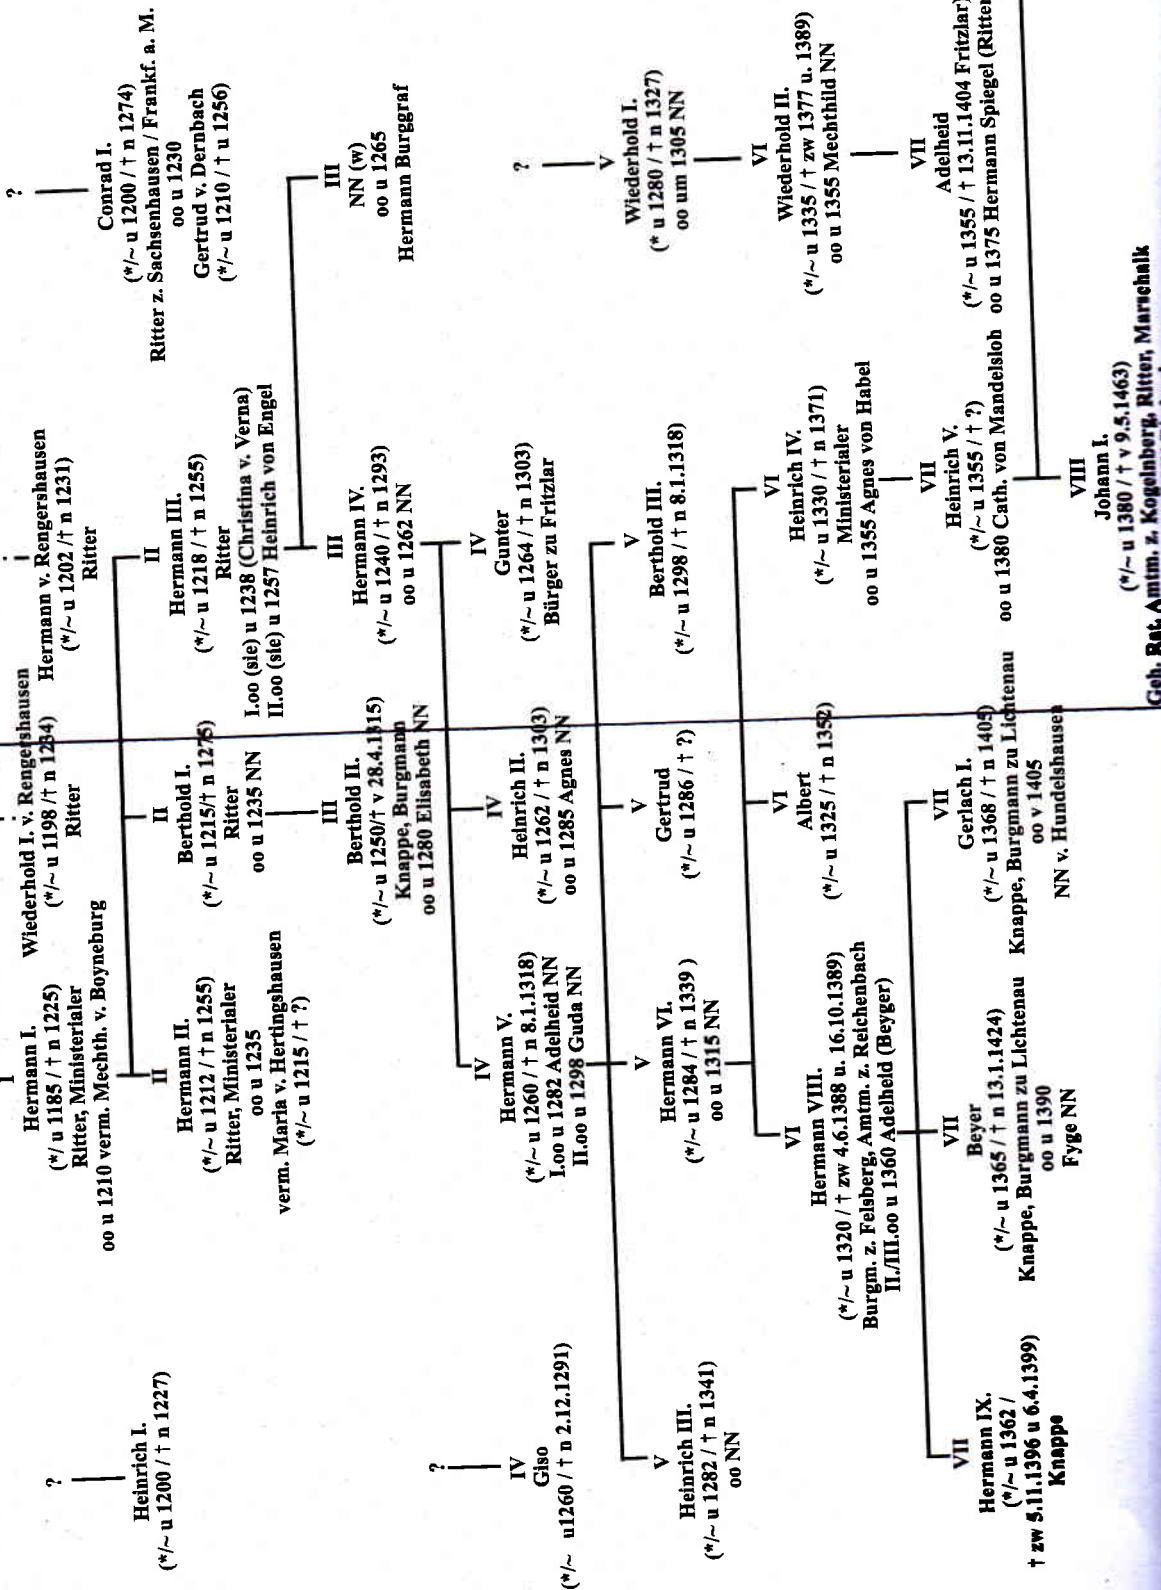 ?
Heinrich I.
(*/~ u 1200 / † n 1227)
I
Hermann I.
(*/ u 1185 / † n 1225)
Ritter, Ministerialer
oo u 1210 verm. Mechth. v. Boyneburg
Wiederhold I. v. Rengershausen
(*/~ u 1198 /† n 1234)
Ritter
Hermann v. Rengershausen
(*/~ u 1202 /† n 1231)
Ritter
?
Conrad I.
(*/~ u 1200 / † n 1274)
Ritter z. Sachsenhausen / Frankf. a. M.
oo u 1230
Gertrud v. Dernbach
(*/~ u 1210 / † u 1256)
II
Hermann II.
(*/~ u 1212 / † n 1255)
Ritter, Ministerialer
oo u 1235
verm. Maria v. Hertingshausen
(*/~ u 1215 / † ?)
II
Berthold I.
(*/~ u 1215/† n 1275)
Ritter
oo u 1235 NN
II
Hermann III.
(*/~ u 1218 / † n 1255)
Ritter
I.oo (sie) u 1238 (Christina v. Verna)
II.oo (sie) u 1257 Heinrich von Engel
III
Berthold II.
(*/~ u 1250/† v 28.4.1315)
Knappe, Burgmann
oo u 1280 Elisabeth NN
III
Hermann IV.
(*/~ u 1240 / † n 1293)
oo u 1262 NN
III
NN (w)
oo u 1265
Hermann Burggraf
?
IV
Giso
(*/~ u1260 / † n 2.12.1291)
IV
Hermann V.
(*/~ u 1260 / † n 8.1.1318)
I.oo u 1282 Adelheid NN
II.oo u 1298 Guda NN
IV
Heinrich II.
(*/~ u 1262 / † n 1303)
oo u 1285 Agnes NN
IV
Gunter
(*/~ u 1264 / † n 1303)
Bürger zu Fritzlar
?
V
Heinrich III.
(*/~ u 1282 / † n 1341)
oo NN
V
Hermann VI.
(*/~ u 1284 / † n 1339 )
oo u 1315 NN
V
Gertrud
(*/~ u 1286 / † ?)
V
Berthold III.
(*/~ u 1298 / † n 8.1.1318)
V
Wiederhold I.
(* u 1280 / † n 1327)
oo um 1305 NN
VI
Hermann VIII.
(*/~ u 1320 / † zw 4.6.1388 u. 16.10.1389)
Burgm. z. Felsberg, Amtm. z. Reichenbach
II./III.oo u 1360 Adelheid (Beyger)
VI
Albert
(*/~ u 1325 / † n 1352)
VI
Heinrich IV.
(*/~ u 1330 / † n 1371)
Ministerialer
oo u 1355 Agnes von Habel
VI
Wiederhold II.
(*/~ u 1335 / † zw 1377 u. 1389)
oo u 1355 Mechthild NN
VII
Hermann IX.
(*/~ u 1362 /
† zw 5.11.1396 u 6.4.1399)
Knappe
VII
Beyer
(*/~ u 1365 / † n 13.1.1424)
Knappe, Burgmann zu Lichtenau
oo u 1390
Fyge NN
VII
Gerlach I.
(*/~ u 1368 / † n 1405)
Knappe, Burgmann zu Lichtenau
oo v 1405
NN v. Hundelshausen
VII
Heinrich V.
(*/~ u 1355 / † ?)
oo u 1380 Cath. von Mandelsloh
VII
Adelheid
(*/~ u 1355 / † 13.11.1404 Fritzlar)
oo u 1375 Hermann Spiegel (Ritter
VIII
Johann I.
(*/~ u 1380 / † v 9.5.1463)
Geh. Rat, Amtm. z. Kogelnberg, Ritter, Marschalk